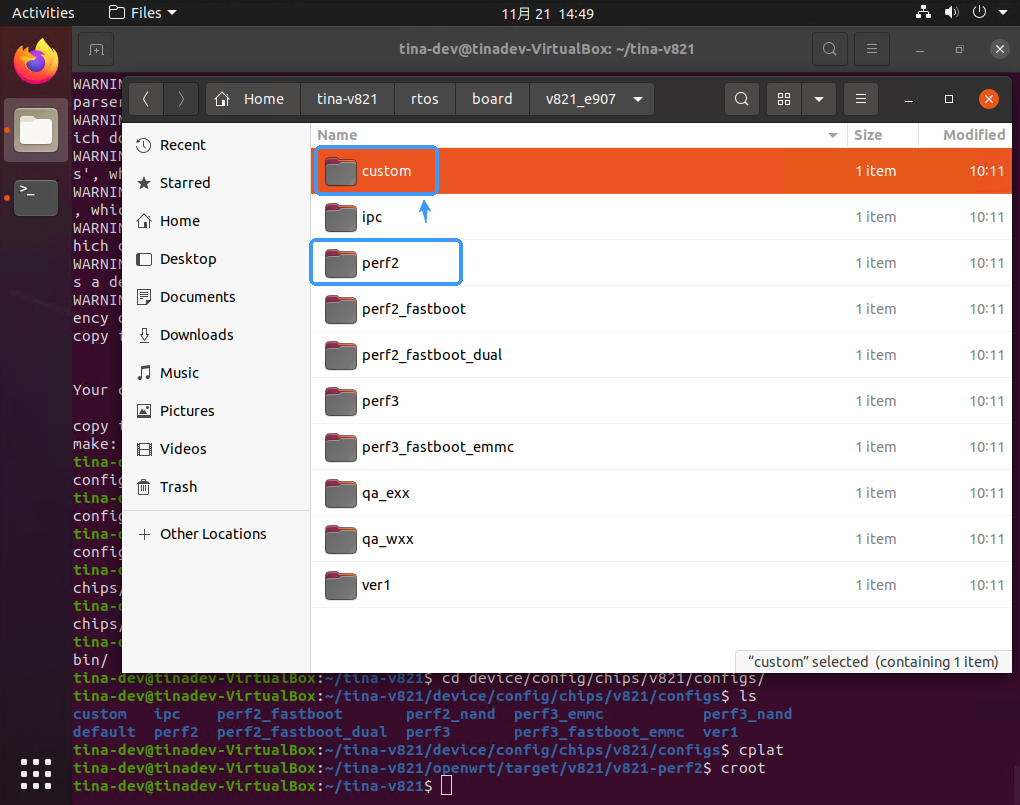 Activities Files 11月 21 14:49
tina-dev@tinadev-VirtualBox: ~/tina-v821
Home tina-v821 rtos board v821_e907
Recent
Starred
Home
Desktop
Documents
Downloads
Music
Pictures
Videos
Trash
+ Other Locations
Name Size Modified
custom 1 item 10:11
ipc 1 item 10:11
perf2 1 item 10:11
perf2_fastboot 1 item 10:11
perf2_fastboot_dual 1 item 10:11
perf3 1 item 10:11
perf3_fastboot_emmc 1 item 10:11
qa_exx 1 item 10:11
qa_wxx 1 item 10:11
ver1 1 item 10:11
“custom” selected (containing 1 item)
WARNIN
parser
WARNIN
ich do
WARNIN
s', wh
WARNIN
, whic
WARNIN
hich d
WARNIN
s a de
WARNIN
ency o
copy f
Your c
copy f
make:
tina-d
config
tina-d
config
tina-d
config
tina-d
chips/
tina-d
chips/
tina-d
bin/
tina-dev@tinadev-VirtualBox:~/tina-v821$ cd device/config/chips/v821/configs/
tina-dev@tinadev-VirtualBox:~/tina-v821/device/config/chips/v821/configs$ ls
custom ipc perf2_fastboot perf2_nand perf3_emmc perf3_nand
default perf2 perf2_fastboot_dual perf3 perf3_fastboot_emmc ver1
tina-dev@tinadev-VirtualBox:~/tina-v821/device/config/chips/v821/configs$ cplat
tina-dev@tinadev-VirtualBox:~/tina-v821/openwrt/target/v821/v821-perf2$ croot
tina-dev@tinadev-VirtualBox:~/tina-v821$